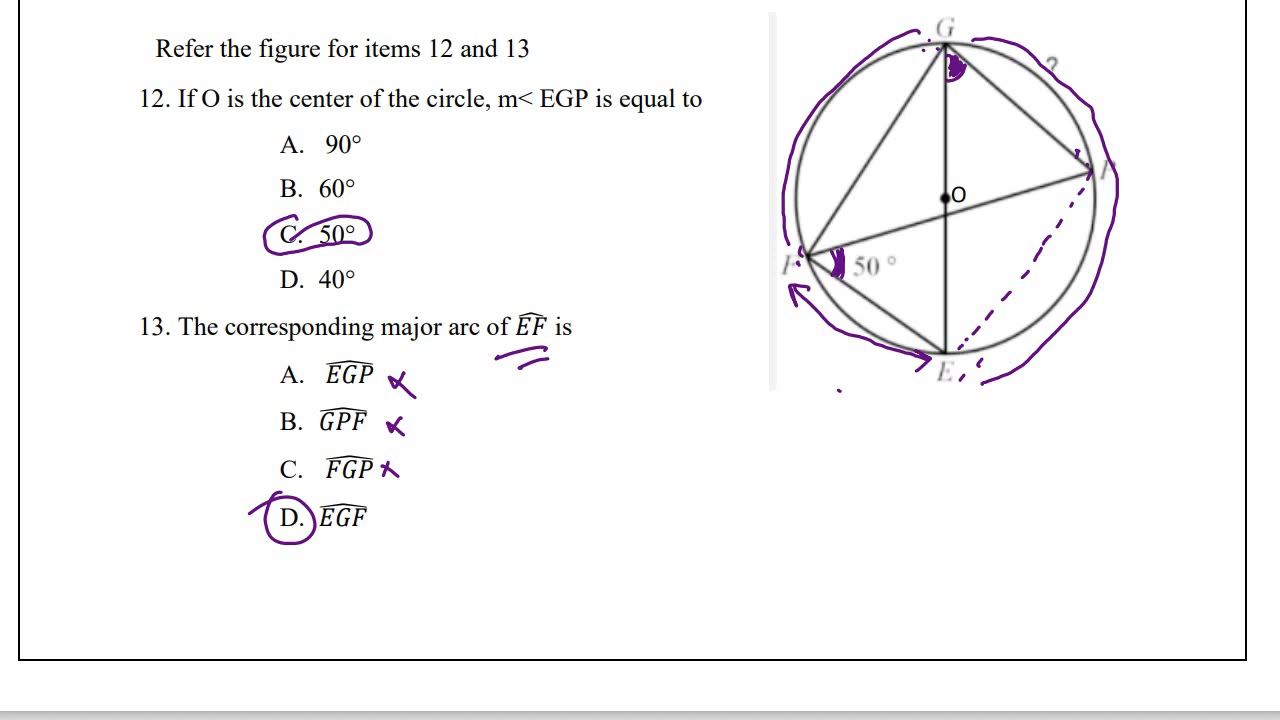 Refer the figure for items 12 and 13
12. If O is the center of the circle, m< EGP is equal to
A. 90°
B. 60°
C. 50°
D. 40°
13. The corresponding major arc of EF is
A. EGP
B. GPF
C. FGP
D. EGF
G
?
P
O
F
50 °
E